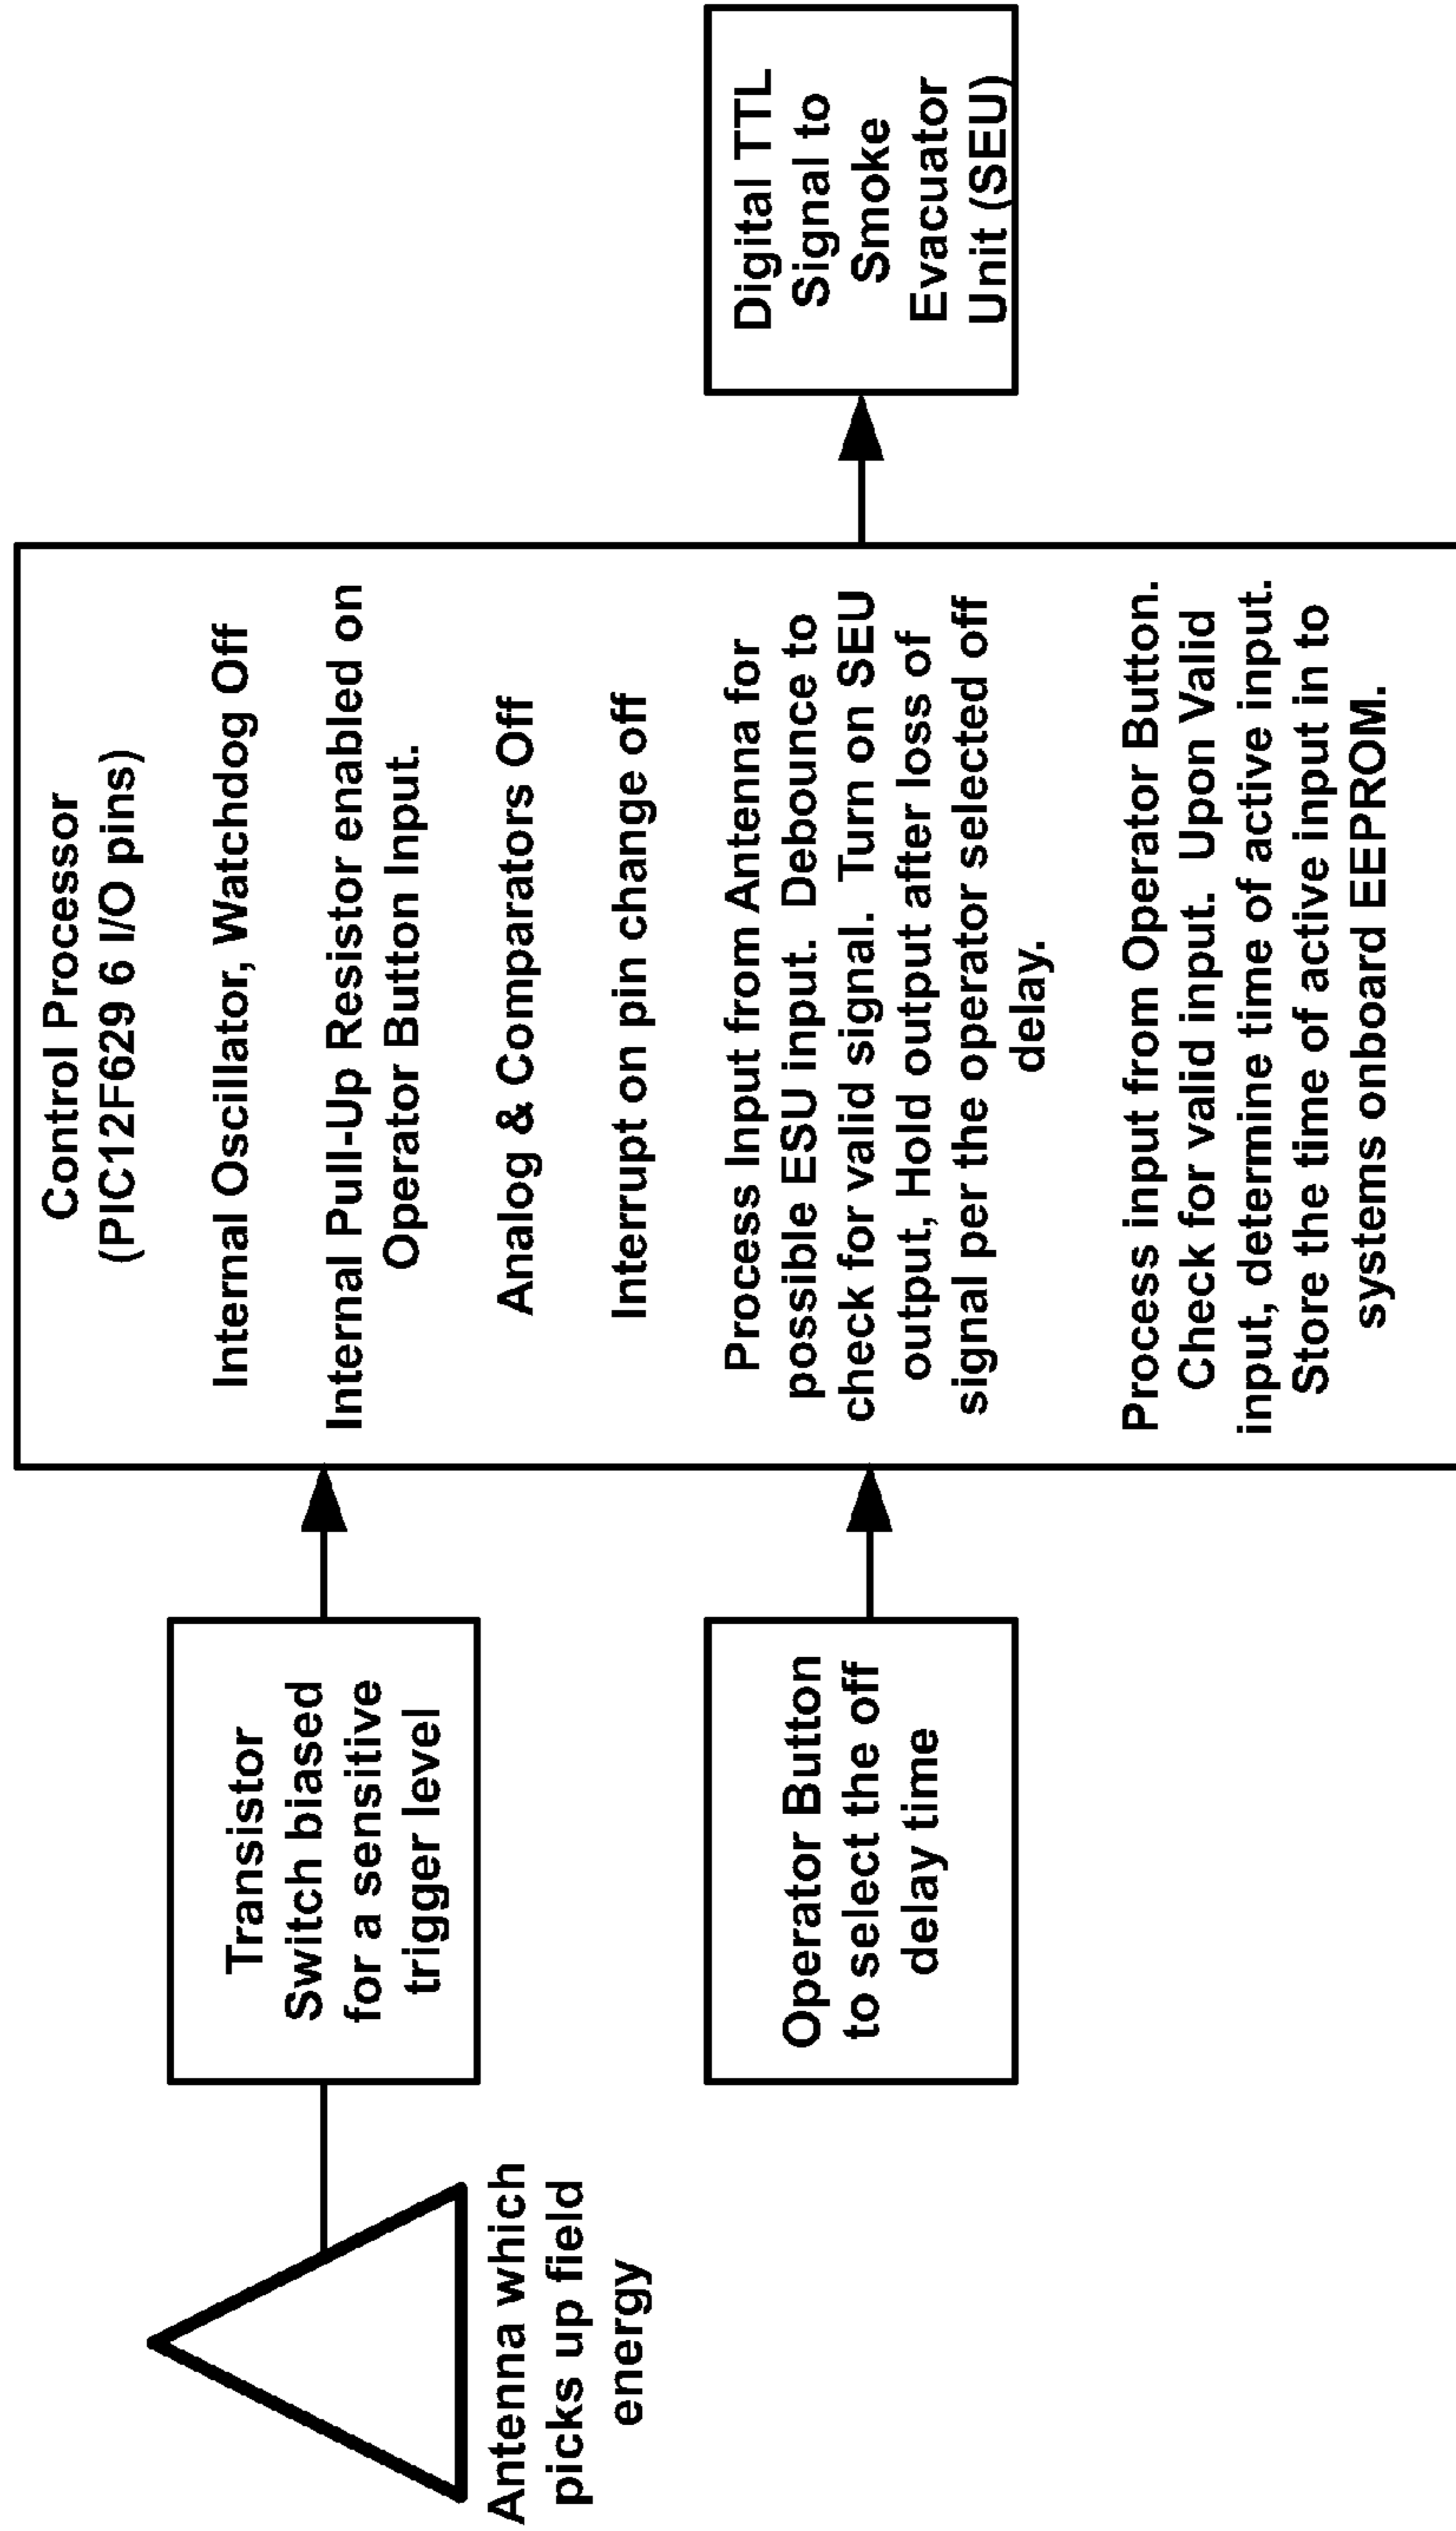 Antenna which
picks up field
energy
Transistor
Switch biased
for a sensitive
trigger level
Operator Button
to select the off
delay time
Control Processor
(PIC12F629 6 I/O pins)
Internal Oscillator, Watchdog Off
Internal Pull-Up Resistor enabled on
Operator Button Input.
Analog & Comparators Off
Interrupt on pin change off
Process Input from Antenna for
possible ESU input.  Debounce to
check for valid signal.  Turn on SEU
output, Hold output after loss of
signal per the operator selected off
delay.
Process input from Operator Button.
Check for valid input.  Upon Valid
input, determine time of active input.
Store the time of active input in to
systems onboard EEPROM.
Digital TTL
Signal to
Smoke
Evacuator
Unit (SEU)